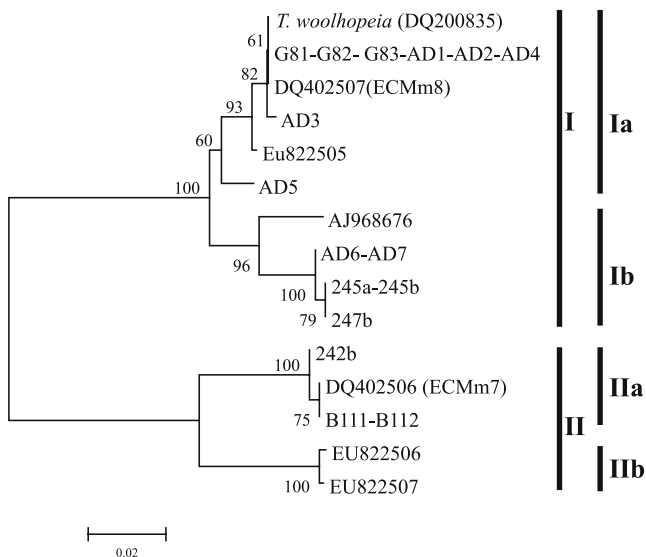 T. woolhopeia (DQ200835)
61
G81-G82- G83-AD1-AD2-AD4
82
DQ402507(ECMm8)
93
AD3
I
Ia
60
Eu822505
100
AD5
AJ968676
AD6-AD7
Ib
96
100
245a-245b
79
247b
242b
100
DQ402506 (ECMm7)
IIa
75
B111-B112
II
EU822506
IIb
100
EU822507
0.02